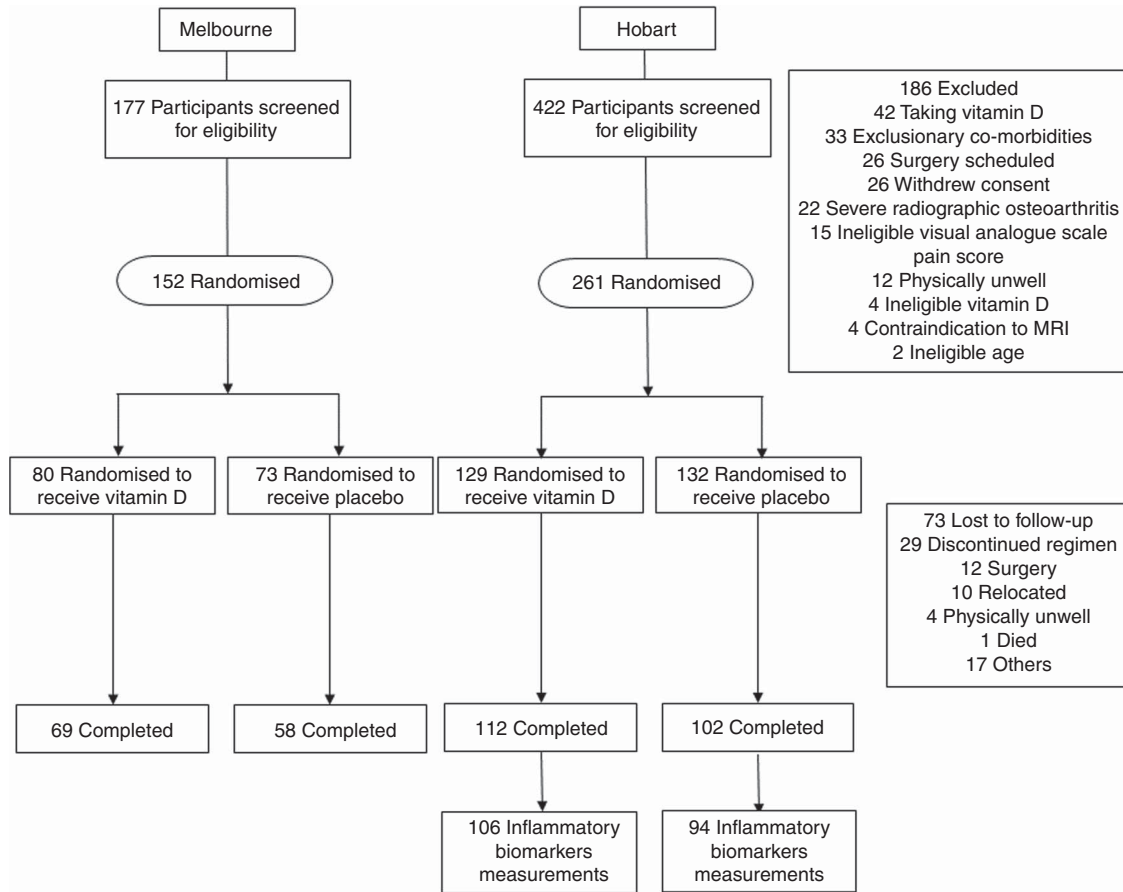 Melbourne
Hobart
177 Participants screened
for eligibility
422 Participants screened
for eligibility
186 Excluded
42 Taking vitamin D
33 Exclusionary co-morbidities
26 Surgery scheduled
26 Withdrew consent
22 Severe radiographic osteoarthritis
15 Ineligible visual analogue scale
pain score
12 Physically unwell
4 Ineligible vitamin D
4 Contraindication to MRI
2 Ineligible age
152 Randomised
261 Randomised
80 Randomised to
receive vitamin D
73 Randomised to
receive placebo
129 Randomised to
receive vitamin D
132 Randomised to
receive placebo
73 Lost to follow-up
29 Discontinued regimen
12 Surgery
10 Relocated
4 Physically unwell
1 Died
17 Others
69 Completed
58 Completed
112 Completed
102 Completed
106 Inflammatory
biomarkers
measurements
94 Inflammatory
biomarkers
measurements